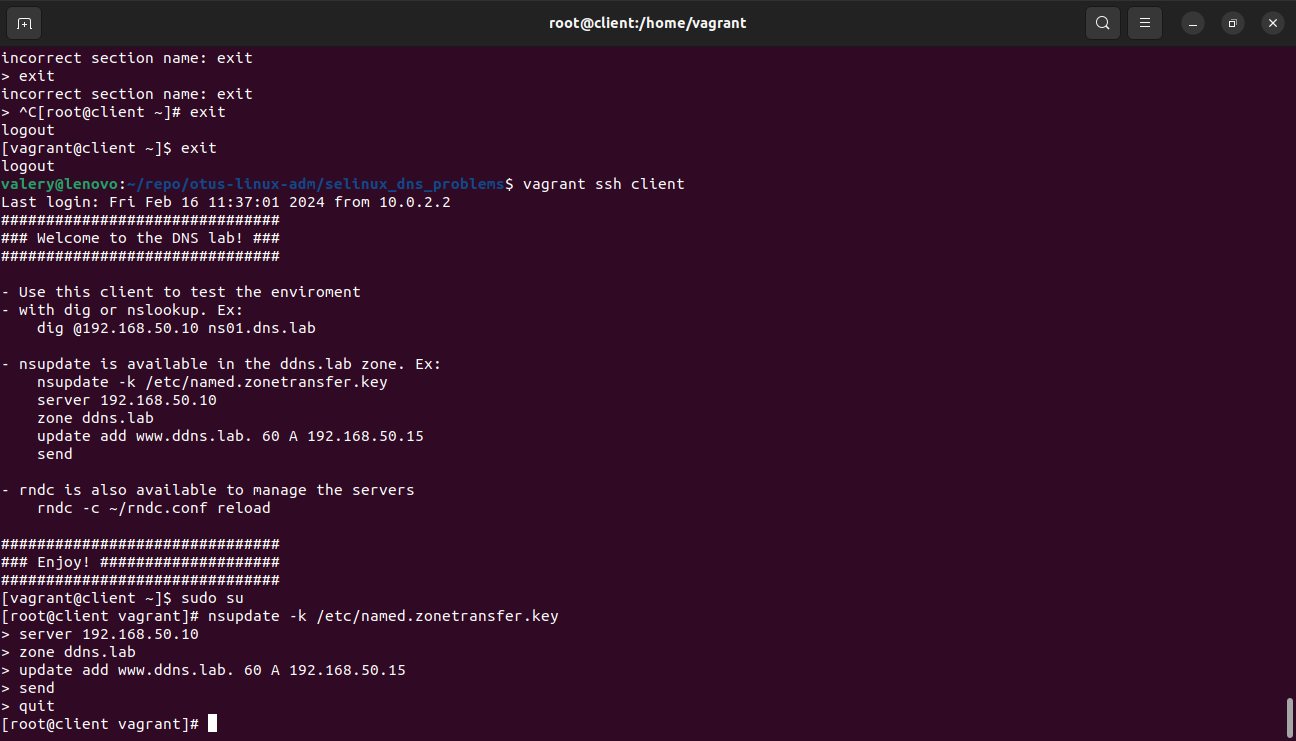 root@client:/home/vagrant
incorrect section name: exit
> exit
incorrect section name: exit
> ^C[root@client ~]# exit
logout
[vagrant@client ~]$ exit
logout
valery@lenovo:~/repo/otus-linux-adm/selinux_dns_problems$ vagrant ssh client
Last login: Fri Feb 16 11:37:01 2024 from 10.0.2.2
###############################
### Welcome to the DNS lab! ###
###############################
- Use this client to test the enviroment
- with dig or nslookup. Ex:
    dig @192.168.50.10 ns01.dns.lab
- nsupdate is available in the ddns.lab zone. Ex:
    nsupdate -k /etc/named.zonetransfer.key
    server 192.168.50.10
    zone ddns.lab
    update add www.ddns.lab. 60 A 192.168.50.15
    send
- rndc is also available to manage the servers
    rndc -c ~/rndc.conf reload
###############################
### Enjoy! ####################
###############################
[vagrant@client ~]$ sudo su
[root@client vagrant]# nsupdate -k /etc/named.zonetransfer.key
> server 192.168.50.10
> zone ddns.lab
> update add www.ddns.lab. 60 A 192.168.50.15
> send
> quit
[root@client vagrant]#